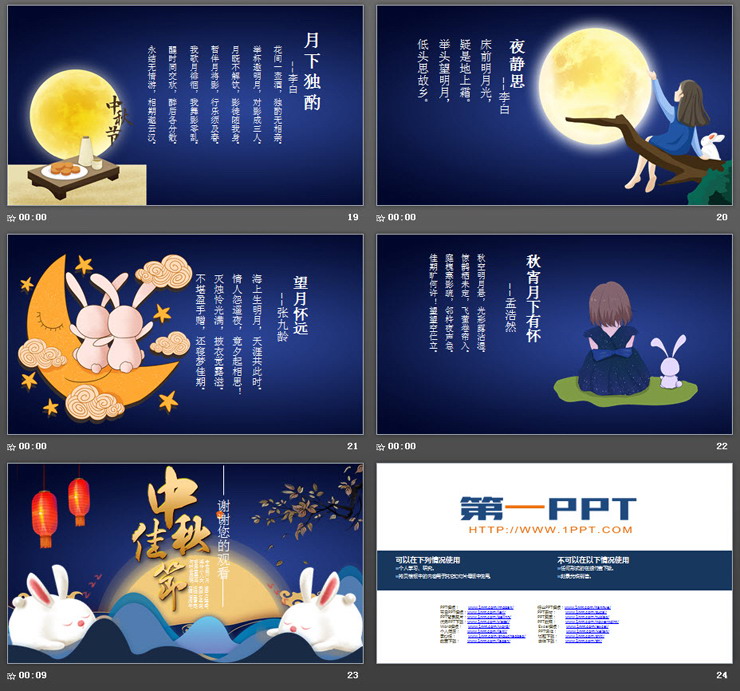 月下独酌
--李白
花间一壶酒,独酌无相亲。
举杯邀明月,对影成三人。
月既不解饮,影徒随我身。
暂伴月将影,行乐须及春。
我歌月徘徊,我舞影零乱。
醒时同交欢,醉后各分散。
永结无情游,相期邈云汉。
中秋节
00:00
19
夜静思
--李白
床前明月光,
疑是地上霜。
举头望明月,
低头思故乡。
00:00
20
望月怀远
--张九龄
海上生明月,天涯共此时。
情人怨遥夜,竟夕起相思!
灭烛怜光满,披衣觉露滋。
不堪盈手赠,还寝梦佳期。
00:00
21
秋宵月下有怀
--孟浩然
秋空明月悬,光彩露沾湿。
惊鹊栖未定,飞萤卷帘入。
庭槐寒影疏,邻杵夜声急。
佳期旷何许!望望空伫立。
00:00
22
中秋佳節
谢谢您的观看
00:09
23
第一PPT
HTTP://WWW.1PPT.COM
可以在下列情况使用
不可以在以下情况使用
24